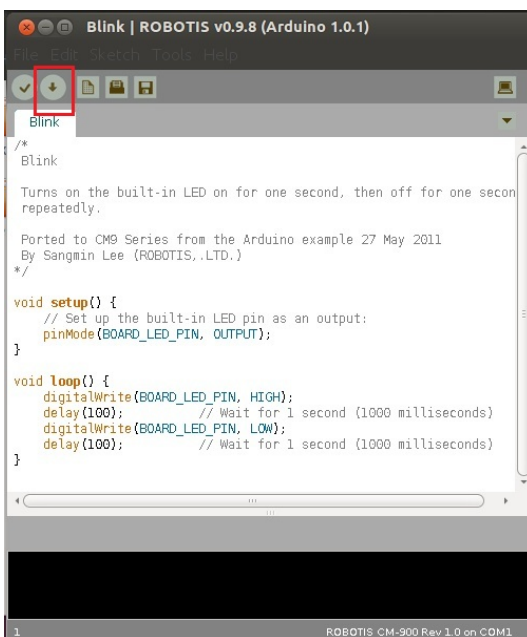 Blink | ROBOTIS v0.9.8 (Arduino 1.0.1)
File Edit Sketch Tools Help
Blink
/*
Blink
Turns on the built-in LED on for one second, then off for one secon
repeatedly.
Ported to CM9 Series from the Arduino example 27 May 2011
By Sangmin Lee (ROBOTIS,.LTD.)
*/
void setup() {
// Set up the built-in LED pin as an output:
pinMode(BOARD_LED_PIN, OUTPUT);
}
void loop() {
digitalWrite(BOARD_LED_PIN, HIGH);
delay(100); // Wait for 1 second (1000 milliseconds)
digitalWrite(BOARD_LED_PIN, LOW);
delay(100); // Wait for 1 second (1000 milliseconds)
}
1
ROBOTIS CM-900 Rev 1.0 on COM1